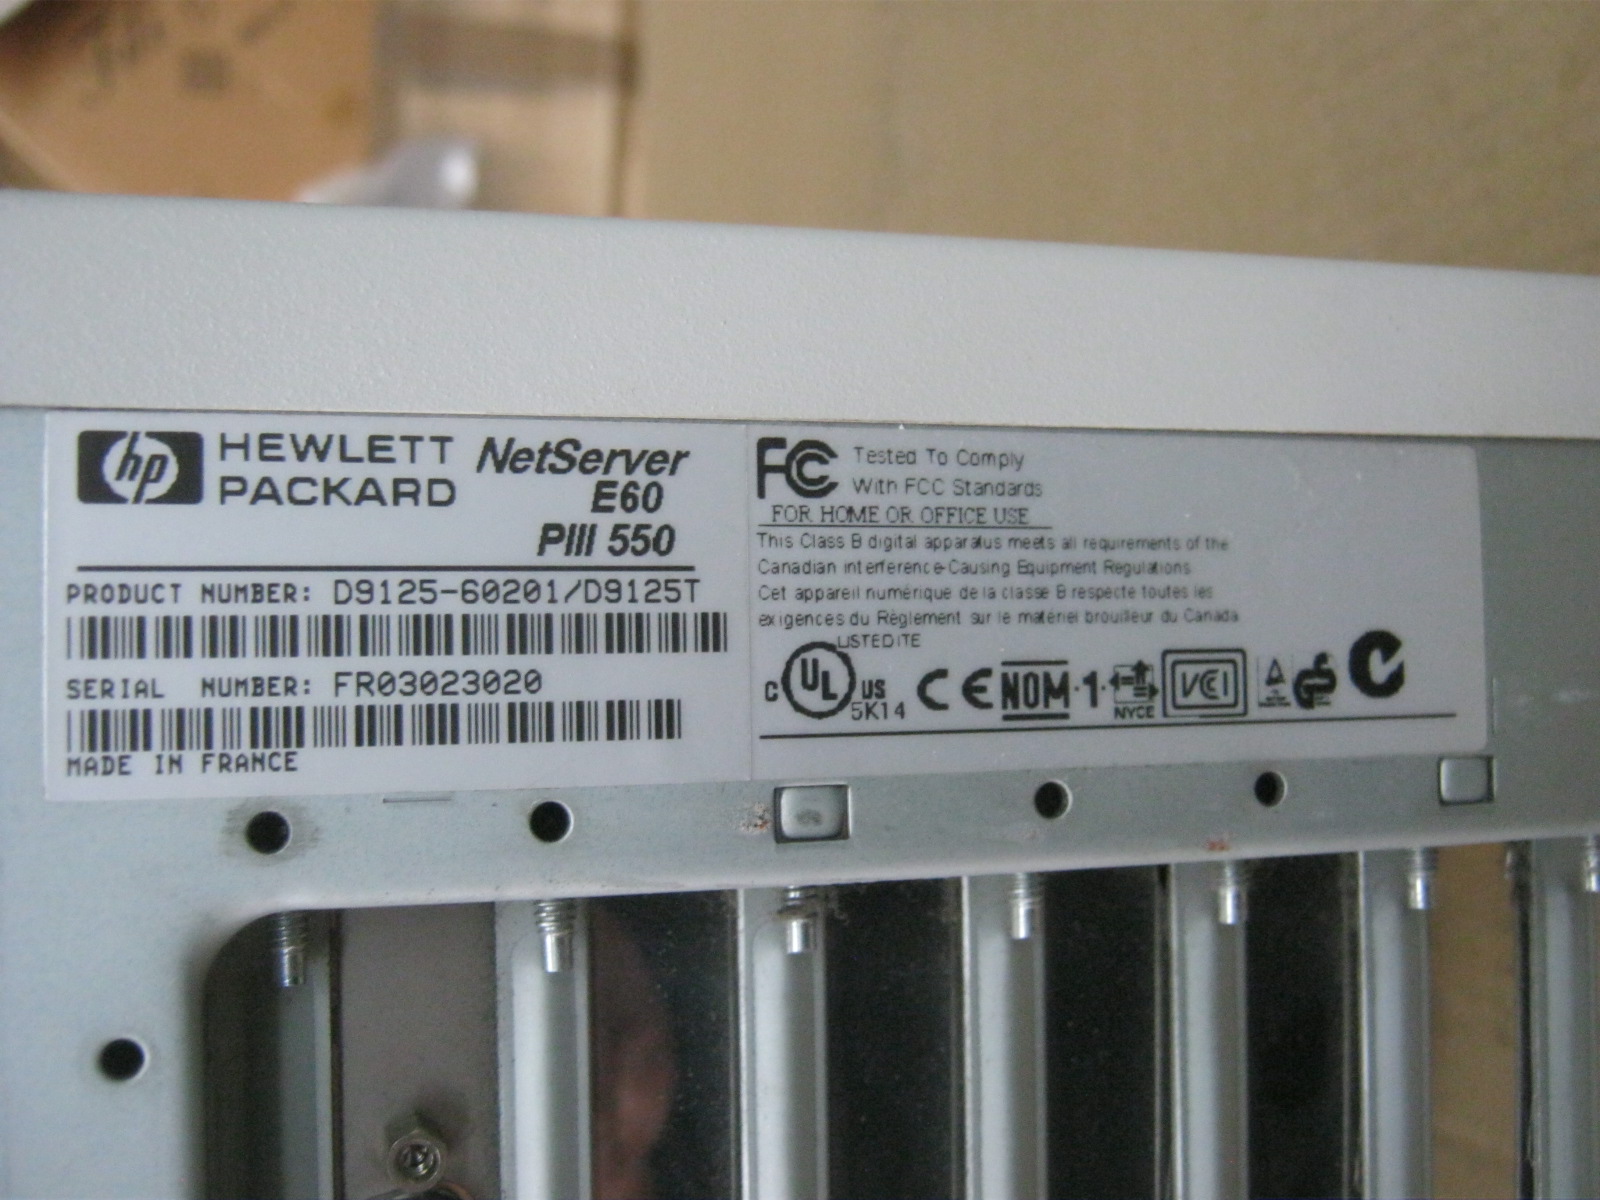 hp HEWLETT PACKARD NetServer
E60
PIII 550
PRODUCT NUMBER: D9125-60201/D9125T
SERIAL NUMBER: FR03023020
MADE IN FRANCE
FC Tested To Comply
With FCC Standards
FOR HOME OR OFFICE USE
This Class B digital apparatus meets all requirements of the
Canadian interference-Causing Equipment Regulations
Cet appareil numérique de la classe B respecte toutes les
exigences du Règlement sur le matériel brouilleur du Canada
LISTED ITE
C UL US 5K14 CE NOM-1- NYCE VCI GS